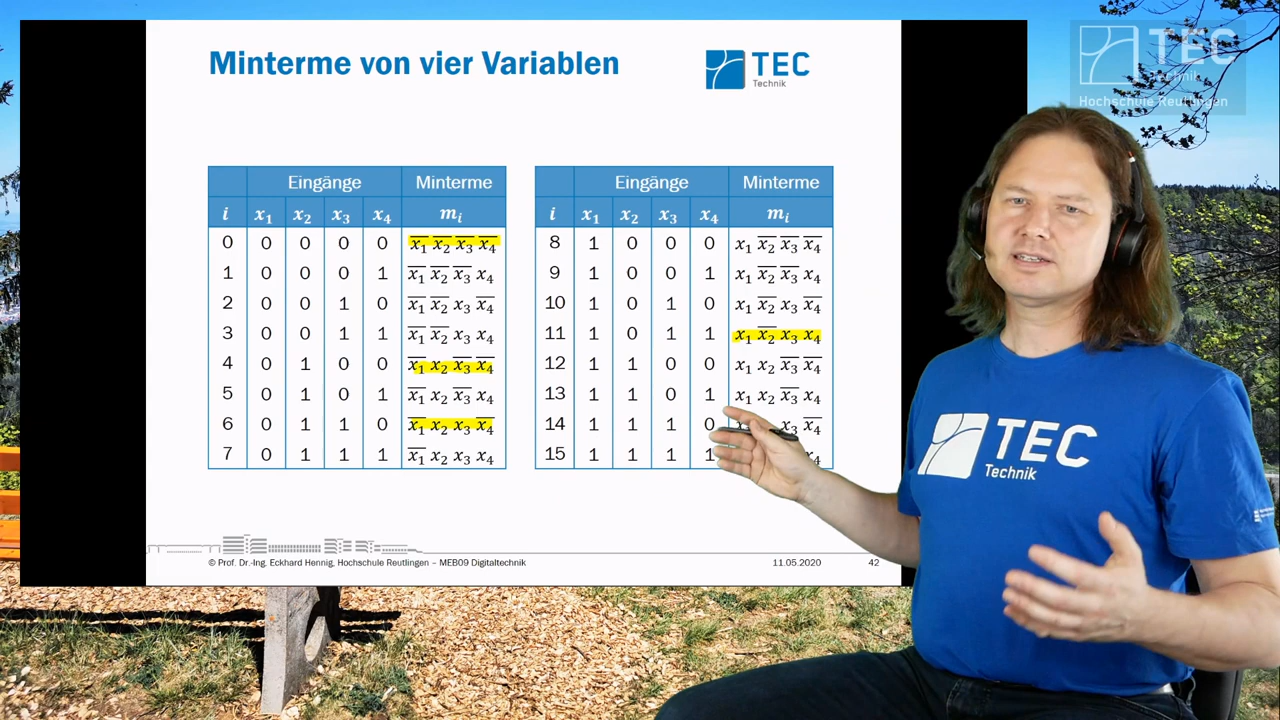 Minterme von vier Variablen
TEC
Technik
TEC
Technik
Hochschule Reutlingen
Eingänge Minterme
i x₁ x₂ x₃ x₄ mᵢ
0 0 0 0 0 x̅₁ x̅₂ x̅₃ x̅₄
1 0 0 0 1 x̅₁ x̅₂ x̅₃ x₄
2 0 0 1 0 x̅₁ x̅₂ x₃ x̅₄
3 0 0 1 1 x̅₁ x̅₂ x₃ x₄
4 0 1 0 0 x̅₁ x₂ x̅₃ x̅₄
5 0 1 0 1 x̅₁ x₂ x̅₃ x₄
6 0 1 1 0 x̅₁ x₂ x₃ x̅₄
7 0 1 1 1 x̅₁ x₂ x₃ x₄
Eingänge Minterme
i x₁ x₂ x₃ x₄ mᵢ
8 1 0 0 0 x₁ x̅₂ x̅₃ x̅₄
9 1 0 0 1 x₁ x̅₂ x̅₃ x₄
10 1 0 1 0 x₁ x̅₂ x₃ x̅₄
11 1 0 1 1 x₁ x̅₂ x₃ x₄
12 1 1 0 0 x₁ x₂ x̅₃ x̅₄
13 1 1 0 1 x₁ x₂ x̅₃ x₄
14 1 1 1 0 x₃ x̅₄
15 1 1 1 1 x₄
TEC
Technik
© Prof. Dr.-Ing. Eckhard Hennig, Hochschule Reutlingen – MEB09 Digitaltechnik 11.05.2020 42